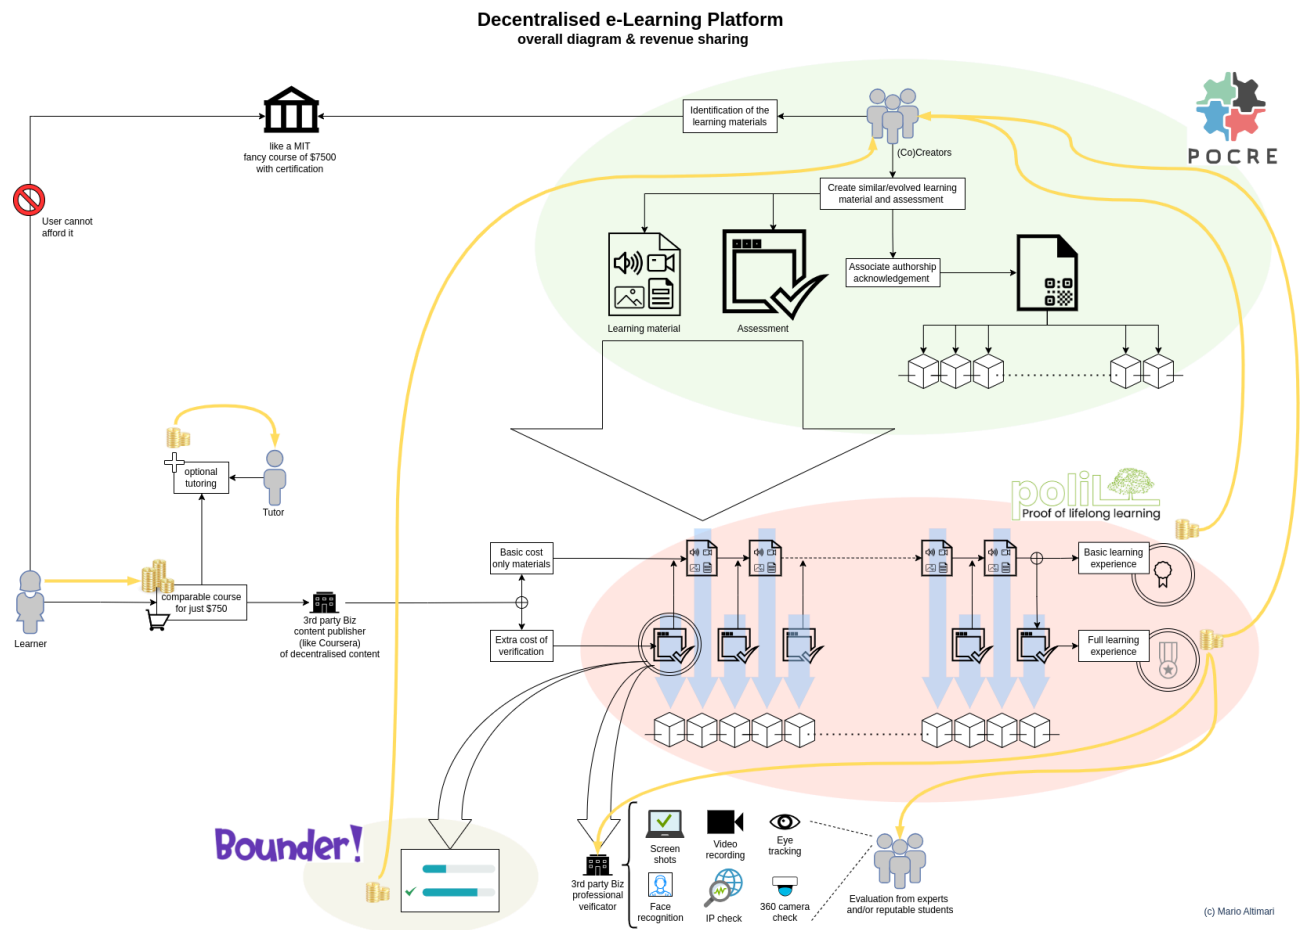 Decentralised e-Learning Platform
overall diagram & revenue sharing
POCRE
Identification of the
learning materials
like a MIT
fancy course of $7500
with certification
(Co)Creators
Create similar/evolved learning
material and assessment
User cannot
afford it
Associate authorship
acknowledgement
Learning material
Assessment
optional
tutoring
Tutor
poliL
Proof of lifelong learning
Basic cost
only materials
Basic learning
experience
comparable course
for just $750
3rd party Biz
content publisher
(like Coursera)
of decentralised content
Learner
Extra cost of
verification
Full learning
experience
Bounder!
Screen
shots
Video
recording
Eye
tracking
3rd party Biz
professional
veificator
Face
recognition
IP check
360 camera
check
Evaluation from experts
and/or reputable students
(c) Mario Altimari